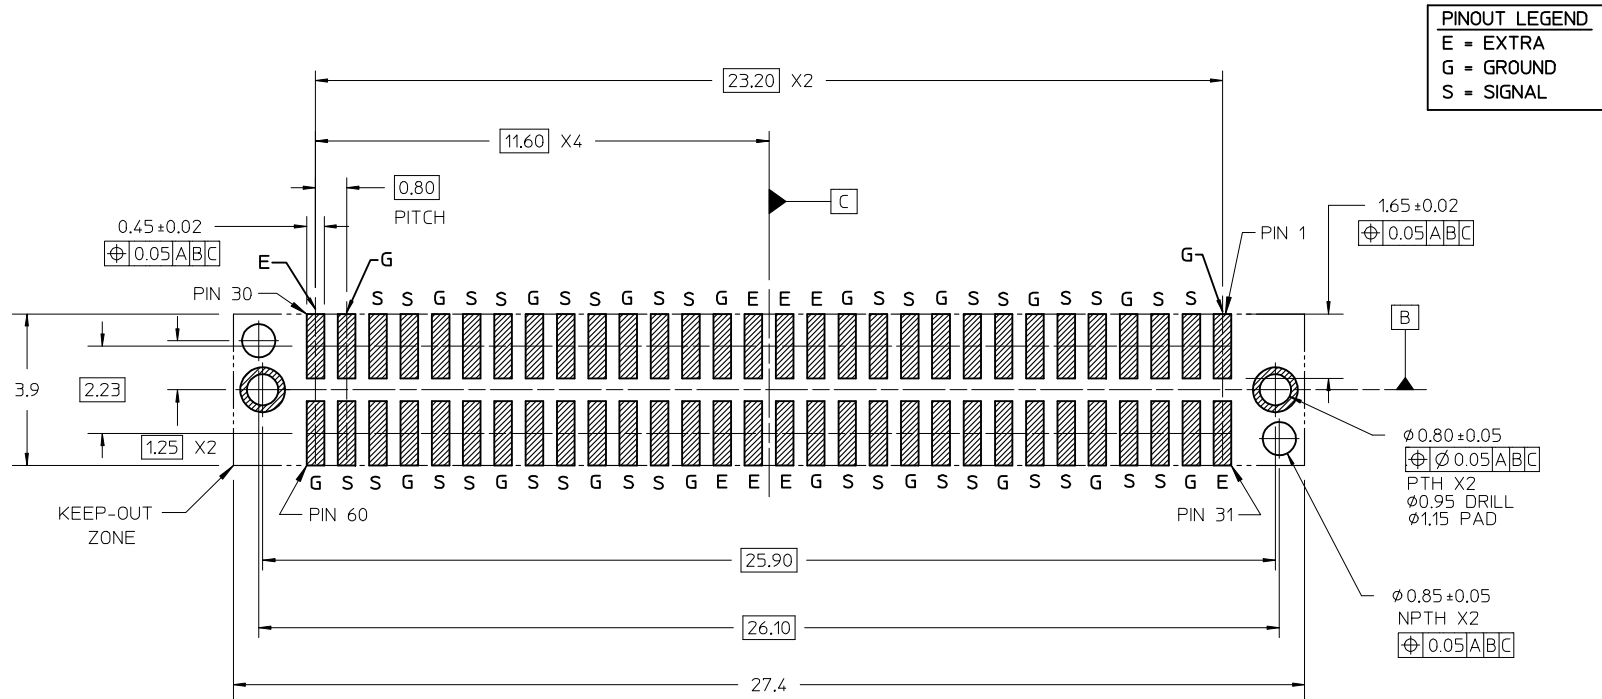 PINOUT LEGEND
E = EXTRA
G = GROUND
S = SIGNAL
23.20 X2
11.60 X4
0.80
PITCH
C
0.45±0.02
⌖ 0.05 A B C
1.65±0.02
⌖ 0.05 A B C
E
G
G
PIN 1
PIN 30
S S G S S G S S G S S G E E E G S S G S S G S S G S S
B
3.9
2.23
1.25 X2
G S S G S S G S S G S S G E E E G S S G S S G S S G S S G E
KEEP-OUT
ZONE
PIN 60
PIN 31
Ø0.80±0.05
⌖ Ø 0.05 A B C
PTH X2
Ø0.95 DRILL
Ø1.15 PAD
25.90
Ø0.85±0.05
NPTH X2
⌖ 0.05 A B C
26.10
27.4